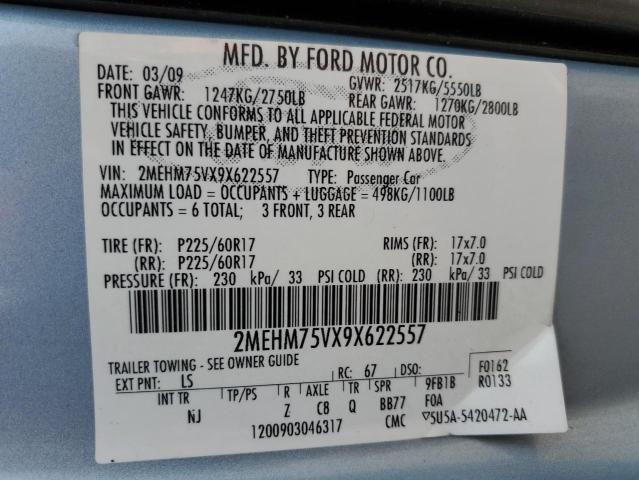 MFD. BY FORD MOTOR CO.
DATE: 03/09 GVWR: 2517KG/5550LB
FRONT GAWR: 1247KG/2750LB REAR GAWR: 1270KG/2800LB
THIS VEHICLE CONFORMS TO ALL APPLICABLE FEDERAL MOTOR
VEHICLE SAFETY, BUMPER, AND THEFT PREVENTION STANDARDS
IN EFFECT ON THE DATE OF MANUFACTURE SHOWN ABOVE.
VIN: 2MEHM75VX9X622557 TYPE: Passenger Car
MAXIMUM LOAD = OCCUPANTS + LUGGAGE = 498KG/1100LB
OCCUPANTS = 6 TOTAL; 3 FRONT, 3 REAR
TIRE (FR): P225/60R17 RIMS (FR): 17x7.0
(RR): P225/60R17 (RR): 17x7.0
PRESSURE (FR): 230 kPa/ 33 PSI COLD (RR): 230 kPa/ 33 PSI COLD
2MEHM75VX9X622557
TRAILER TOWING - SEE OWNER GUIDE
EXT PNT: LS RC: 67 DSO: F0162
INT TR TP/PS R AXLE TR SPR 9FB1B R0133
NJ Z C8 Q BB77 F0A
1200903046317 CMC 5U5A-5420472-AA